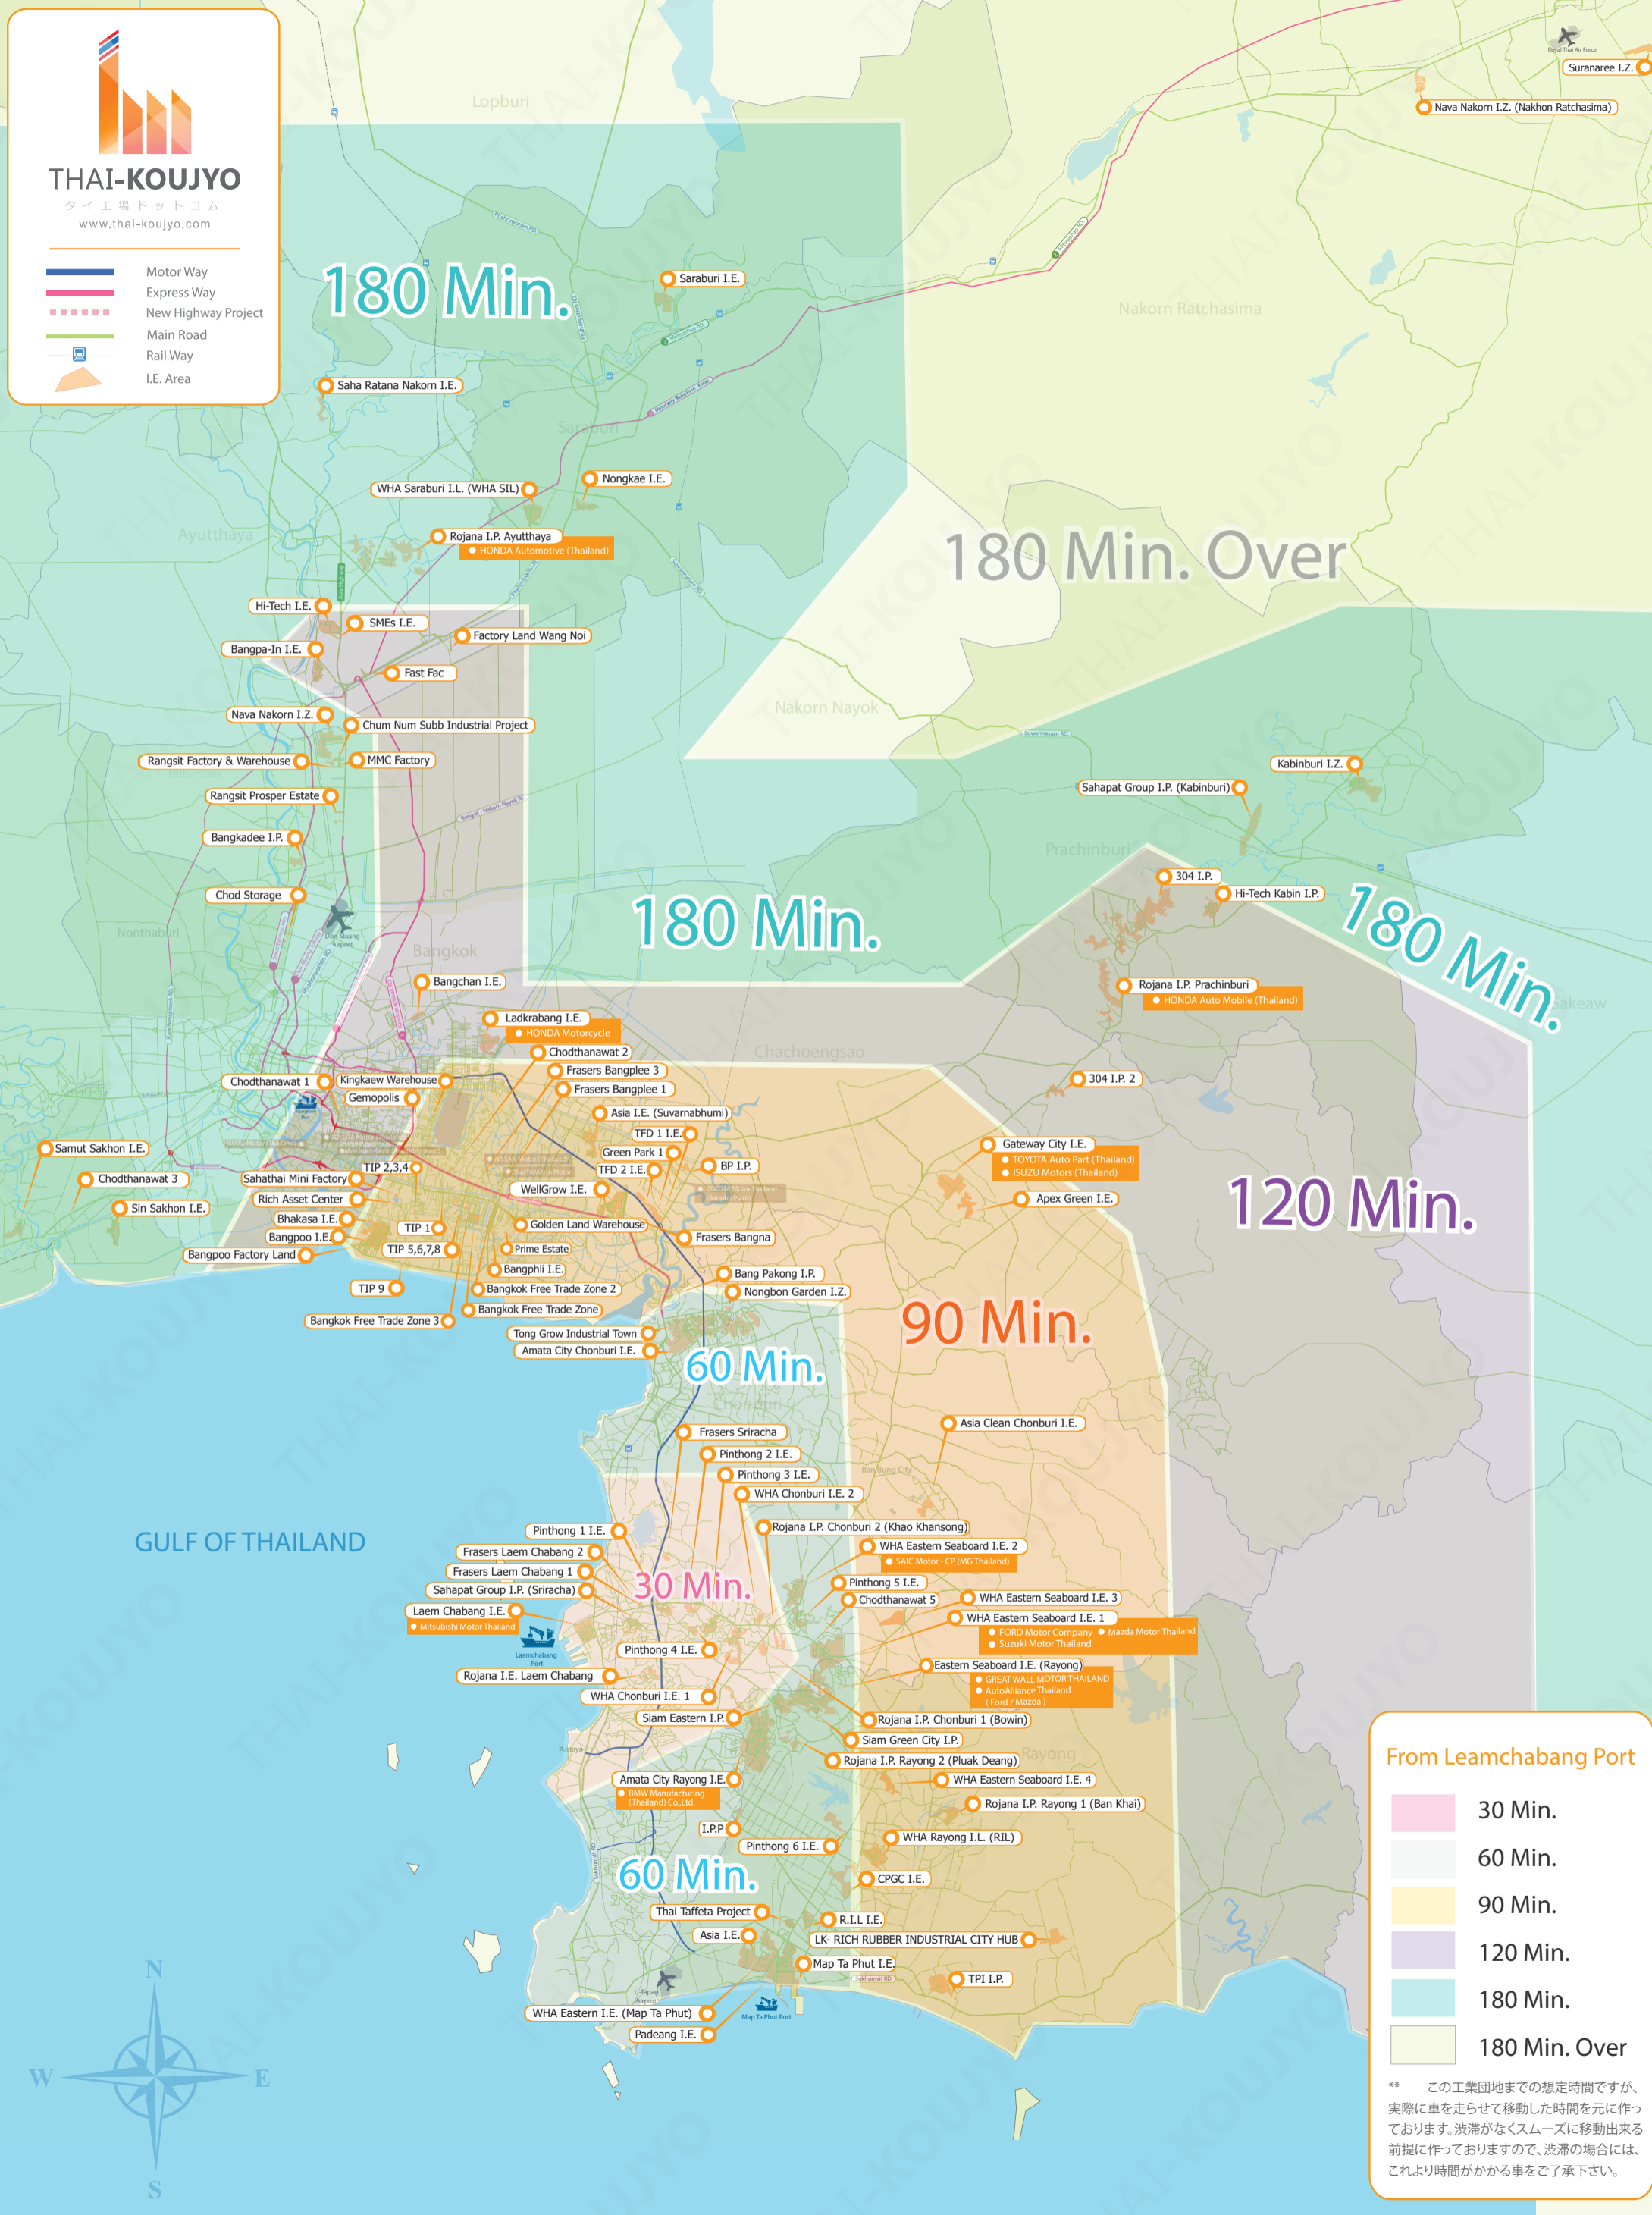 THAI-KOUJYO
タイ工場ドットコム
www.thai-koujyo.com
Motor Way
Express Way
New Highway Project
Main Road
Rail Way
I.E. Area
Lopburi
Royal Thai Air Force
Suranaree I.Z.
Nava Nakorn I.Z. (Nakhon Ratchasima)
180 Min.
Saraburi I.E.
Nakorn Ratchasima
Saha Ratana Nakorn I.E.
Saraburi
Nongkae I.E.
WHA Saraburi I.L. (WHA SIL)
Ayutthaya
Rojana I.P. Ayutthaya
HONDA Automotive (Thailand)
180 Min. Over
Hi-Tech I.E.
SMEs I.E.
Factory Land Wang Noi
Bangpa-In I.E.
Fast Fac
Nakorn Nayok
Nava Nakorn I.Z.
Chum Num Subb Industrial Project
Rangsit Factory & Warehouse
MMC Factory
Kabinburi I.Z.
Sahapat Group I.P. (Kabinburi)
Rangsit Prosper Estate
Bangkadee I.P.
Prachinburi
304 I.P.
Hi-Tech Kabin I.P.
Chod Storage
180 Min.
180 Min.
Don Muang
Airport
Nonthaburi
Bangkok
Bangchan I.E.
Rojana I.P. Prachinburi
HONDA Auto Mobile (Thailand)
Sakeaw
Ladkrabang I.E.
HONDA Motorcycle
Chodthanawat 2
Chachoengsao
Frasers Bangplee 3
Chodthanawat 1
Kingkaew Warehouse
304 I.P. 2
Frasers Bangplee 1
Gemopolis
Asia I.E. (Suvarnabhumi)
TFD 1 I.E.
Samut Sakhon I.E.
Green Park 1
Gateway City I.E.
TOYOTA Auto Part (Thailand)
ISUZU Motors (Thailand)
TIP 2,3,4
TFD 2 I.E.
BP I.P.
Chodthanawat 3
Sahathai Mini Factory
WellGrow I.E.
Rich Asset Center
Apex Green I.E.
120 Min.
Sin Sakhon I.E.
Bhakasa I.E.
TIP 1
Golden Land Warehouse
Bangpoo I.E.
Frasers Bangna
TIP 5,6,7,8
Prime Estate
Bangpoo Factory Land
Bangphli I.E.
Bang Pakong I.P.
TIP 9
Bangkok Free Trade Zone 2
Nongbon Garden I.Z.
Bangkok Free Trade Zone
Bangkok Free Trade Zone 3
90 Min.
Tong Grow Industrial Town
Amata City Chonburi I.E.
60 Min.
Chonburi
Asia Clean Chonburi I.E.
Frasers Sriracha
Pinthong 2 I.E.
Ban Bung City
Pinthong 3 I.E.
WHA Chonburi I.E. 2
GULF OF THAILAND
Pinthong 1 I.E.
Rojana I.P. Chonburi 2 (Khao Khansong)
Frasers Laem Chabang 2
WHA Eastern Seaboard I.E. 2
SAIC Motor - CP (MG Thailand)
Frasers Laem Chabang 1
30 Min.
Pinthong 5 I.E.
Sahapat Group I.P. (Sriracha)
WHA Eastern Seaboard I.E. 3
Chodthanawat 5
Laem Chabang I.E.
Mitsubishi Motor Thailand
WHA Eastern Seaboard I.E. 1
FORD Motor Company Mazda Motor Thailand
Suzuki Motor Thailand
Laemchabang
Port
Pinthong 4 I.E.
Eastern Seaboard I.E. (Rayong)
GREAT WALL MOTOR THAILAND
AutoAlliance Thailand
( Ford / Mazda )
Rojana I.E. Laem Chabang
WHA Chonburi I.E. 1
Siam Eastern I.P.
Rojana I.P. Chonburi 1 (Bowin)
Siam Green City I.P.
Pattaya
Rojana I.P. Rayong 2 (Pluak Deang)
Rayong
Amata City Rayong I.E.
BMW Manufacturing
(Thailand) Co.,Ltd.
WHA Eastern Seaboard I.E. 4
Rojana I.P. Rayong 1 (Ban Khai)
I.P.P
Pinthong 6 I.E.
WHA Rayong I.L. (RIL)
60 Min.
CPGC I.E.
Thai Taffeta Project
R.I.L I.E.
Asia I.E.
LK- RICH RUBBER INDUSTRIAL CITY HUB
Map Ta Phut I.E.
Sukhumvit RD.
TPI I.P.
U-Tapao
Airport
WHA Eastern I.E. (Map Ta Phut)
Map Ta Phut Port
Padeang I.E.
N
W
E
S
From Leamchabang Port
30 Min.
60 Min.
90 Min.
120 Min.
180 Min.
180 Min. Over
** この工業団地までの想定時間ですが、
実際に車を走らせて移動した時間を元に作っ
ております。渋滞がなくスムーズに移動出来る
前提に作っておりますので、渋滞の場合には、
これより時間がかかる事をご了承下さい。